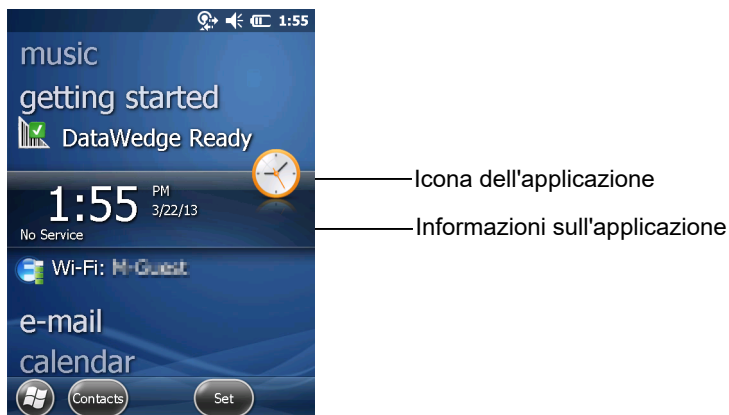 1:55
music
getting started
DataWedge Ready
1:55 PM
3/22/13
No Service
Wi-Fi:
e-mail
calendar
Contacts
Set
Icona dell'applicazione
Informazioni sull'applicazione